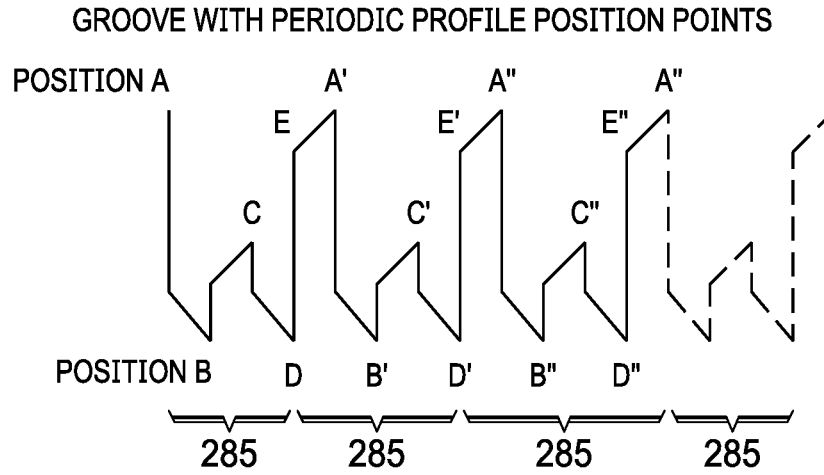 GROOVE WITH PERIODIC PROFILE POSITION POINTS
POSITION A A' A" A"
E E' E"
C C' C"
POSITION B D B' D' B" D"
285 285 285 285